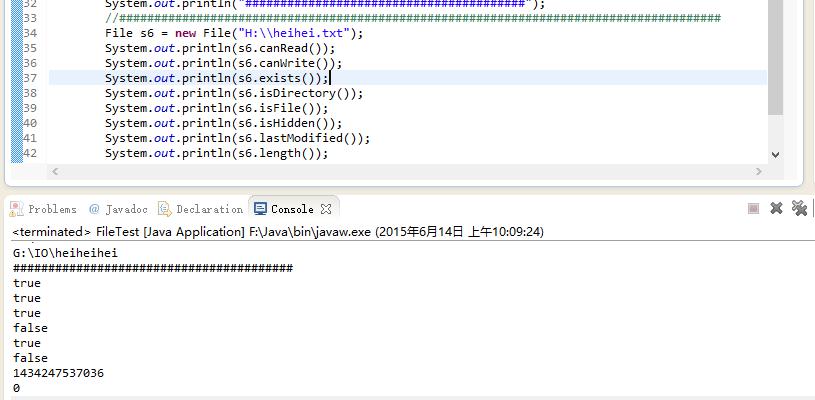 32 System.out.println("########################################");
33 //######################################################################################
34 File s6 = new File("H:\\heihei.txt");
35 System.out.println(s6.canRead());
36 System.out.println(s6.canWrite());
37 System.out.println(s6.exists());
38 System.out.println(s6.isDirectory());
39 System.out.println(s6.isFile());
40 System.out.println(s6.isHidden());
41 System.out.println(s6.lastModified());
42 System.out.println(s6.length());
Problems @ Javadoc Declaration Console
<terminated> FileTest [Java Application] F:\Java\bin\javaw.exe (2015年6月14日 上午10:09:24)
G:\IO\heiheihei
########################################
true
true
true
false
true
false
1434247537036
0